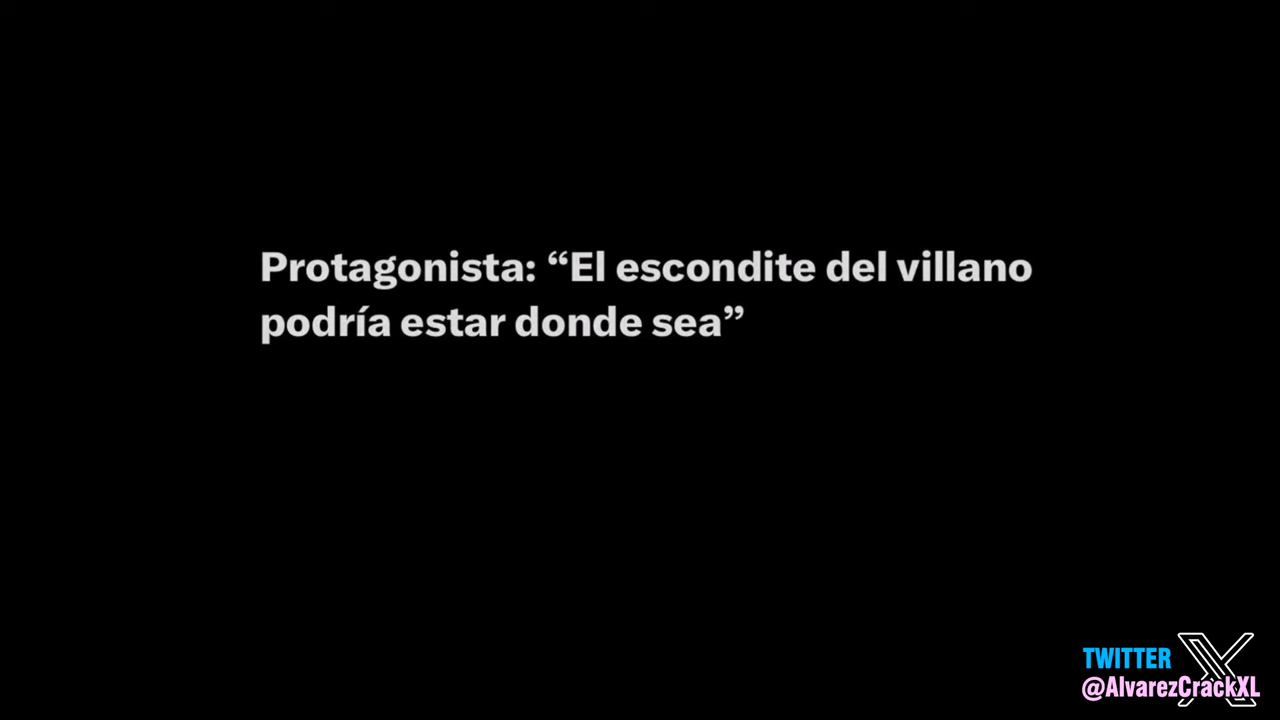 Protagonista: “El escondite del villano
podría estar donde sea”
TWITTER
@AlvarezCrackXL